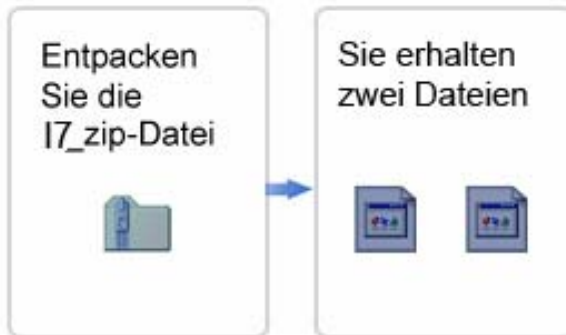 Entpacken
Sie die
I7_zip-Datei
Sie erhalten
zwei Dateien